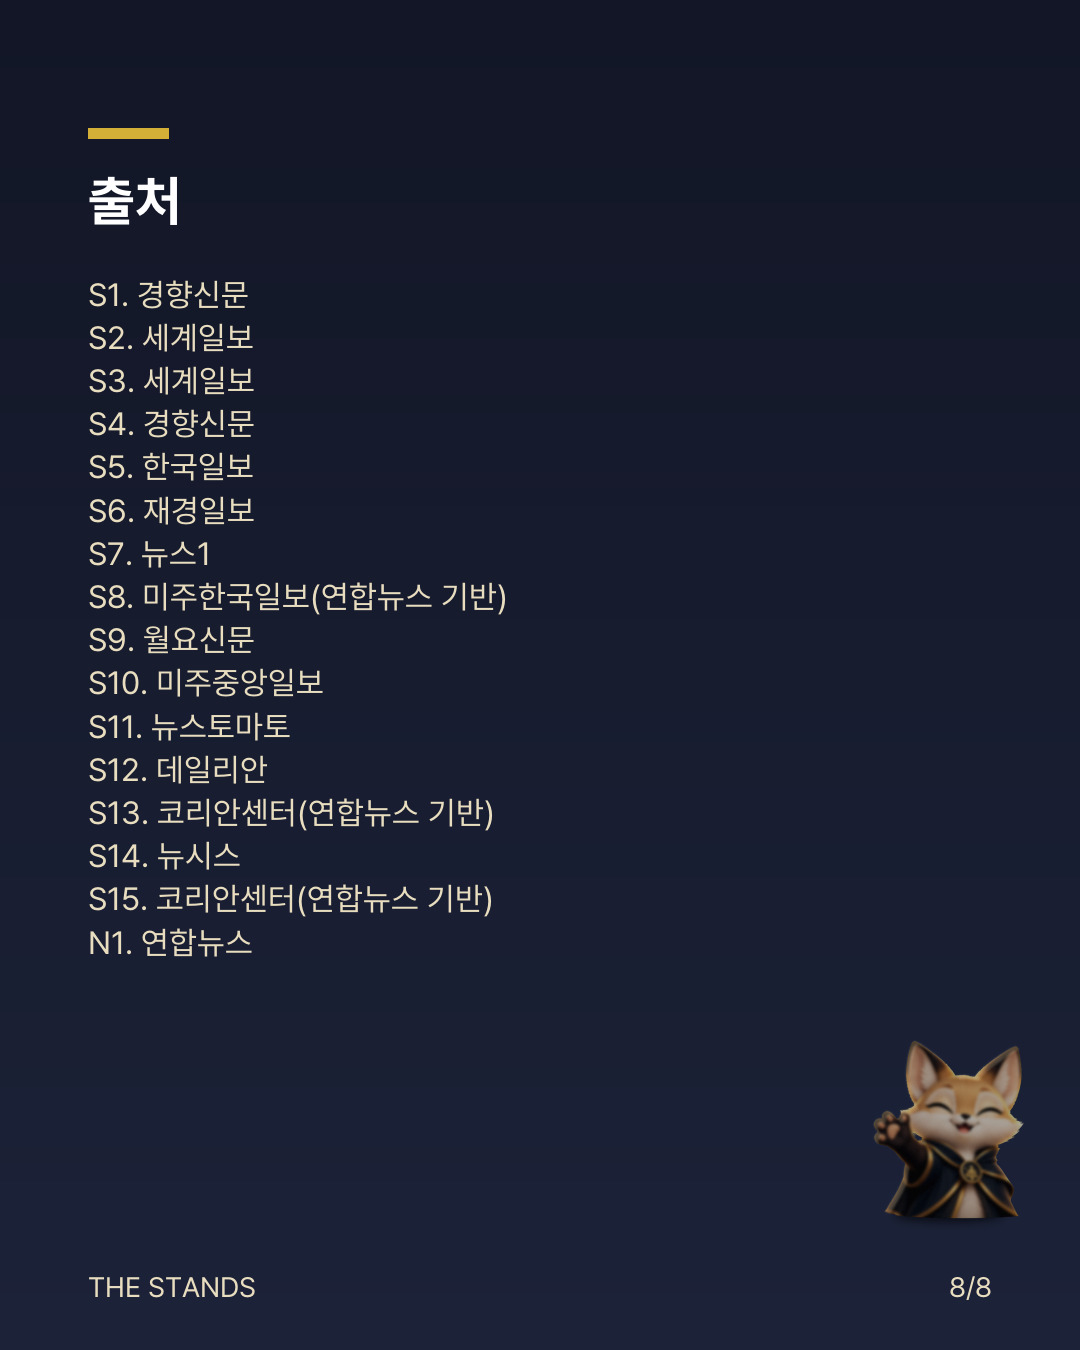 출처
S1. 경향신문
S2. 세계일보
S3. 세계일보
S4. 경향신문
S5. 한국일보
S6. 재경일보
S7. 뉴스1
S8. 미주한국일보(연합뉴스 기반)
S9. 월요신문
S10. 미주중앙일보
S11. 뉴스토마토
S12. 데일리안
S13. 코리안센터(연합뉴스 기반)
S14. 뉴시스
S15. 코리안센터(연합뉴스 기반)
N1. 연합뉴스
THE STANDS
8/8